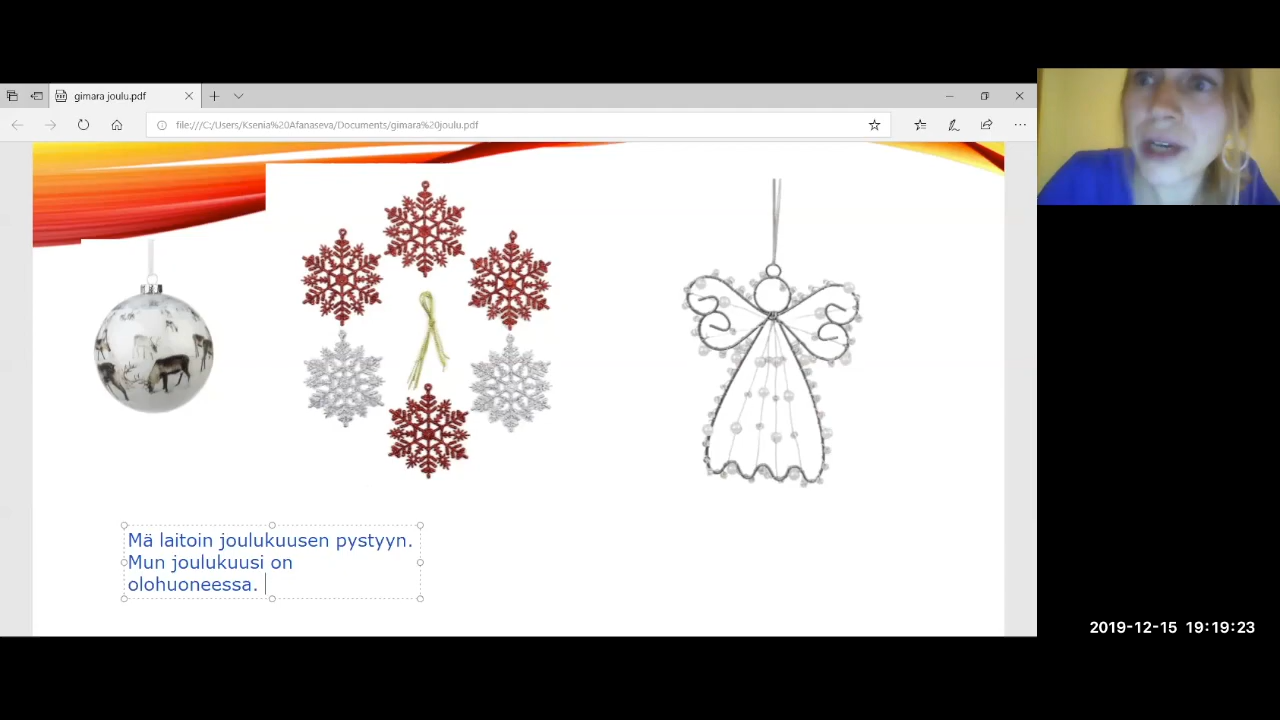 gimara joulu.pdf
file:///C:/Users/Ksenia%20Afanaseva/Documents/gimara%20joulu.pdf
Mä laitoin joulukuusen pystyyn.
Mun joulukuusi on
olohuoneessa.
2019-12-15 19:19:23